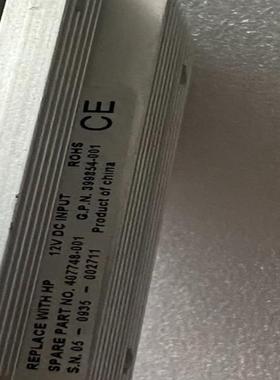 REPLACE WITH HP 12V DC INPUT ROHS
SPARE PART NO. 407748-001 G.P.N. 399854-001
S.N. 05 - 0935 - 002711 Product of china
CE